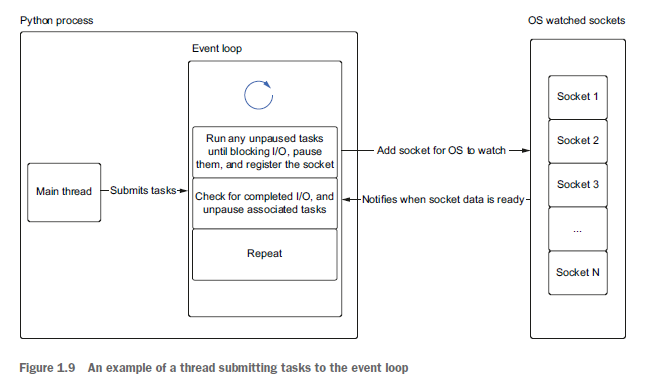 Python process
OS watched sockets
Event loop
Run any unpaused tasks
until blocking I/O, pause
them, and register the socket
Add socket for OS to watch
Main thread
Submits tasks
Check for completed I/O, and
unpause associated tasks
Notifies when socket data is ready
Repeat
Socket 1
Socket 2
Socket 3
...
Socket N
Figure 1.9 An example of a thread submitting tasks to the event loop